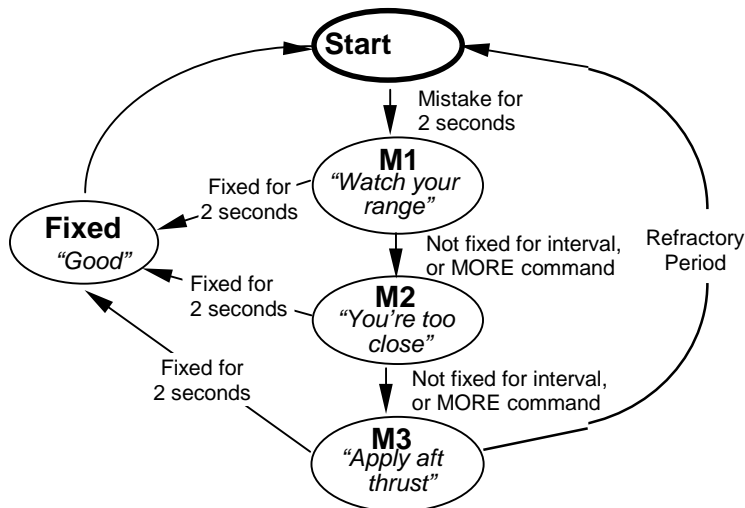 Start
Mistake for
2 seconds
M1
“Watch your
range”
Fixed for
2 seconds
Fixed
“Good”
Not fixed for interval,
or MORE command
Refractory
Period
Fixed for
2 seconds
M2
“You're too
close”
Fixed for
2 seconds
Not fixed for interval,
or MORE command
M3
“Apply aft
thrust”